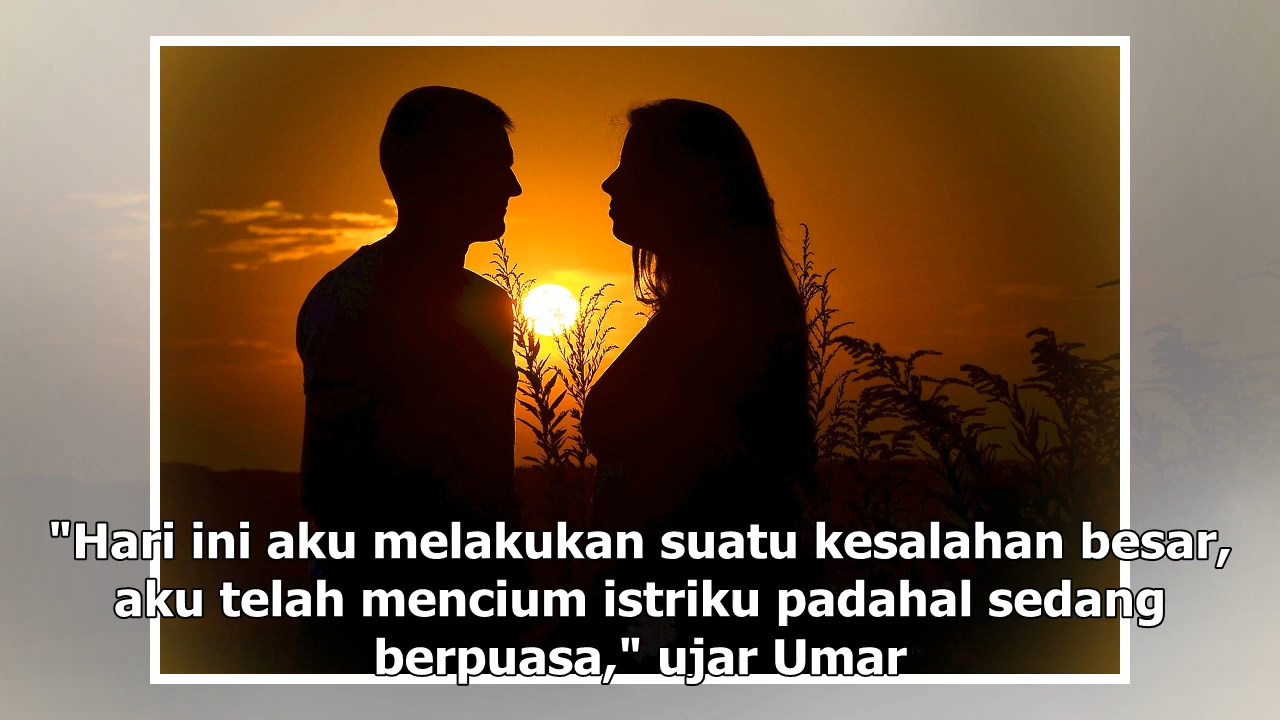 "Hari ini aku melakukan suatu kesalahan besar,
aku telah mencium istriku padahal sedang
berpuasa," ujar Umar